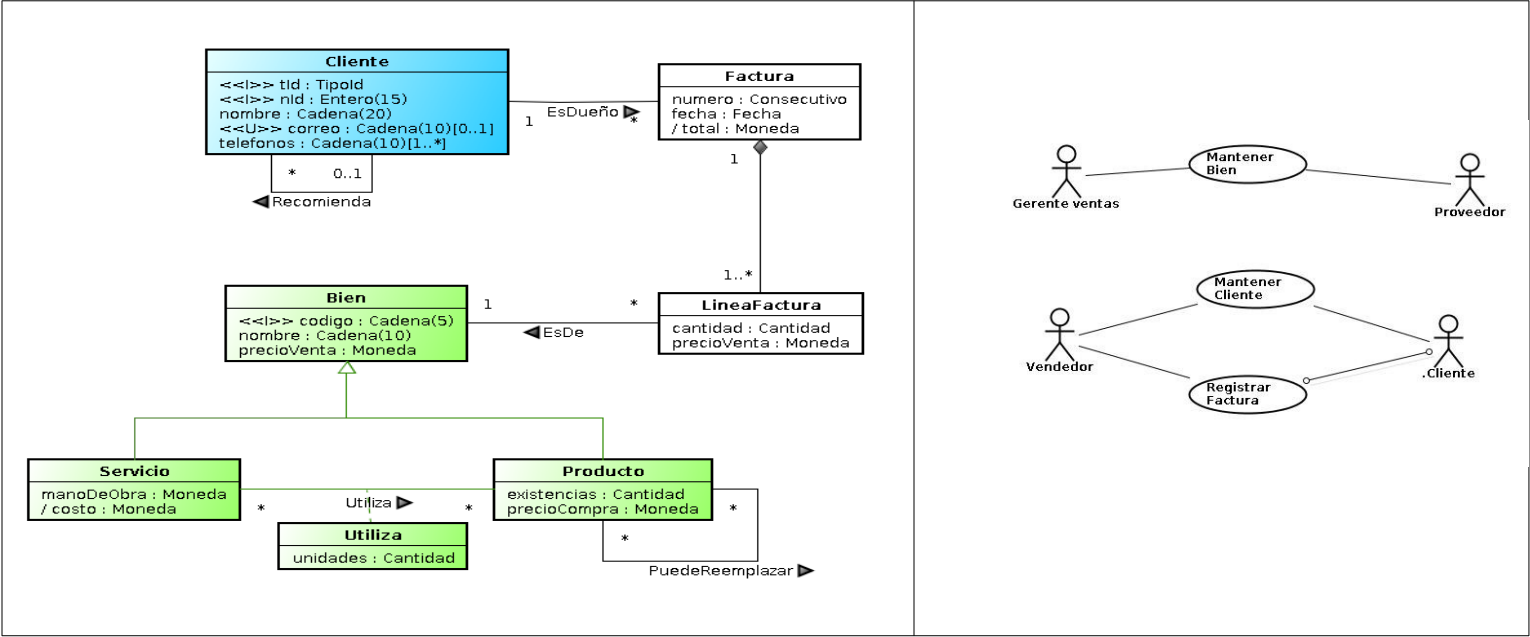 Cliente
<<I>> tId : TipoId
<<I>> nId : Entero(15)
nombre : Cadena(20)
<<U>> correo : Cadena(10)[0..1]
telefonos : Cadena(10)[1..*]
* 0..1
Recomienda
1 EsDueño *
Factura
numero : Consecutivo
fecha : Fecha
/ total : Moneda
1
1..*
Bien
<<I>> codigo : Cadena(5)
nombre : Cadena(10)
precioVenta : Moneda
1 *
EsDe
LineaFactura
cantidad : Cantidad
precioVenta : Moneda
Servicio
manoDeObra : Moneda
/ costo : Moneda
* Utiliza *
Utiliza
unidades : Cantidad
Producto
existencias : Cantidad
precioCompra : Moneda
*
*
PuedeReemplazar
Mantener
Bien
Gerente ventas
Proveedor
Mantener
Cliente
Vendedor
.Cliente
Registrar
Factura